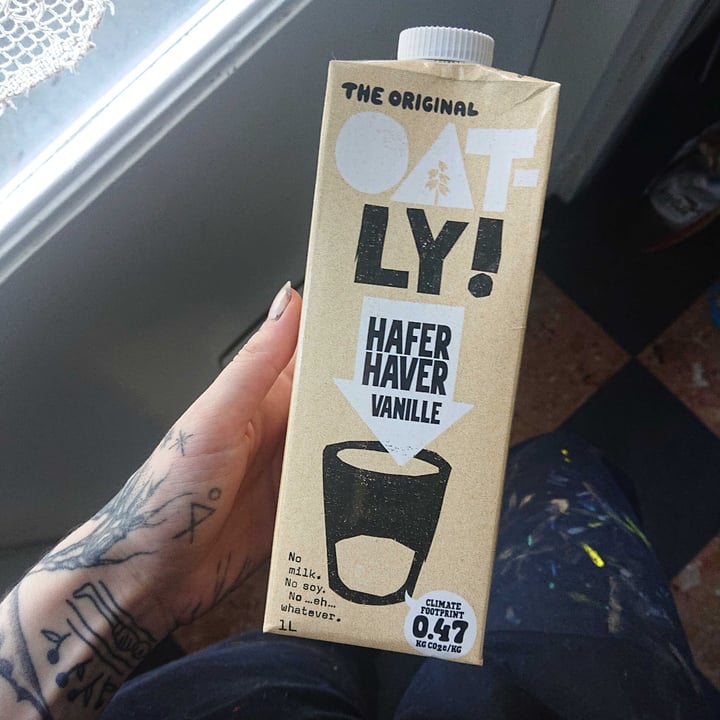 THE ORIGINAL
OAT-
LY!
HAFER
HAVER
VANILLE
No
milk.
No soy.
No ...eh...
whatever.
1L
CLIMATE
FOOTPRINT
0.47
KG CO2e/KG